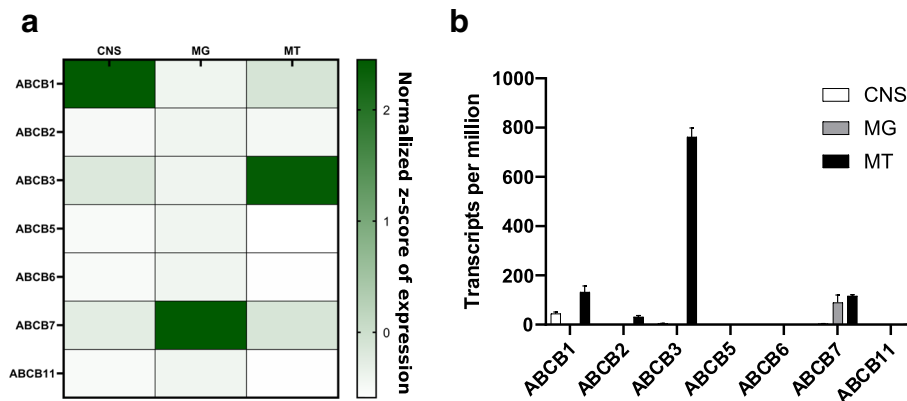 a
CNS MG MT
ABCB1
ABCB2
ABCB3
ABCB5
ABCB6
ABCB7
ABCB11
2
1
0
Normalized z-score of expression
b
Transcripts per million
1000
800
600
400
200
0
CNS
MG
MT
ABCB1 ABCB2 ABCB3 ABCB5 ABCB6 ABCB7 ABCB11